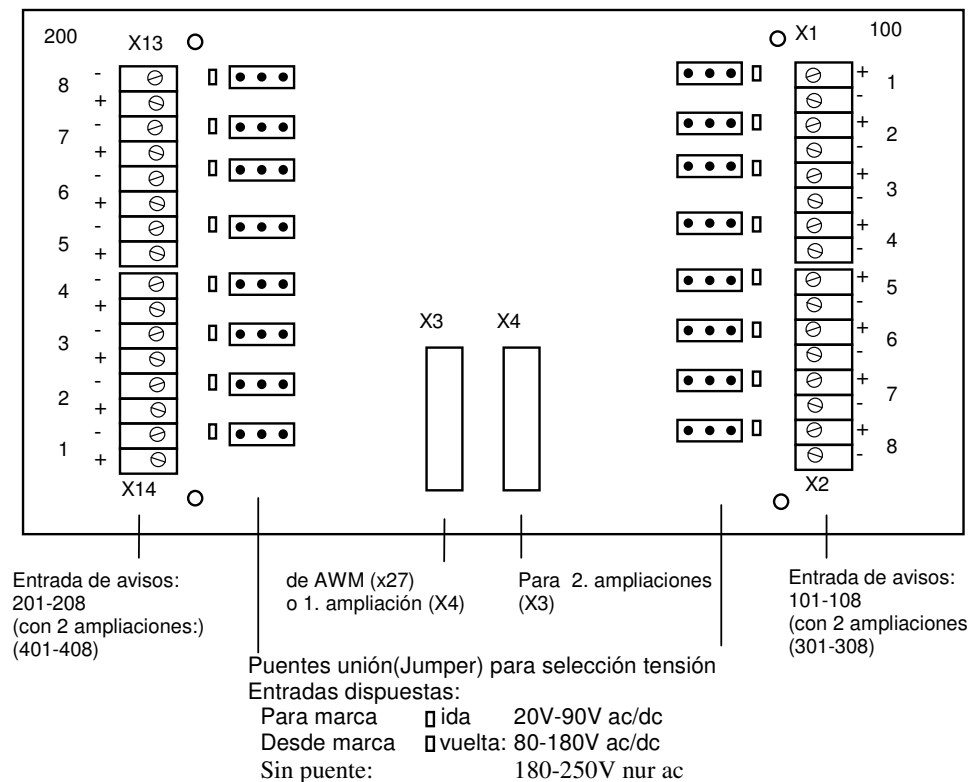 200 X13 X1 100
8 - +
7 - +
6 - +
5 - +
4 - +
3 - +
2 - +
1 - +
X14
+ - 1
+ - 2
+ - 3
+ - 4
+ - 5
+ - 6
+ - 7
+ - 8
X2
X3 X4
Entrada de avisos:
201-208
(con 2 ampliaciones:)
(401-408)
de AWM (x27)
o 1. ampliación (X4)
Para 2. ampliaciones
(X3)
Entrada de avisos:
101-108
(con 2 ampliaciones
(301-308)
Puentes unión(Jumper) para selección tensión
Entradas dispuestas:
Para marca ida 20V-90V ac/dc
Desde marca vuelta: 80-180V ac/dc
Sin puente: 180-250V nur ac